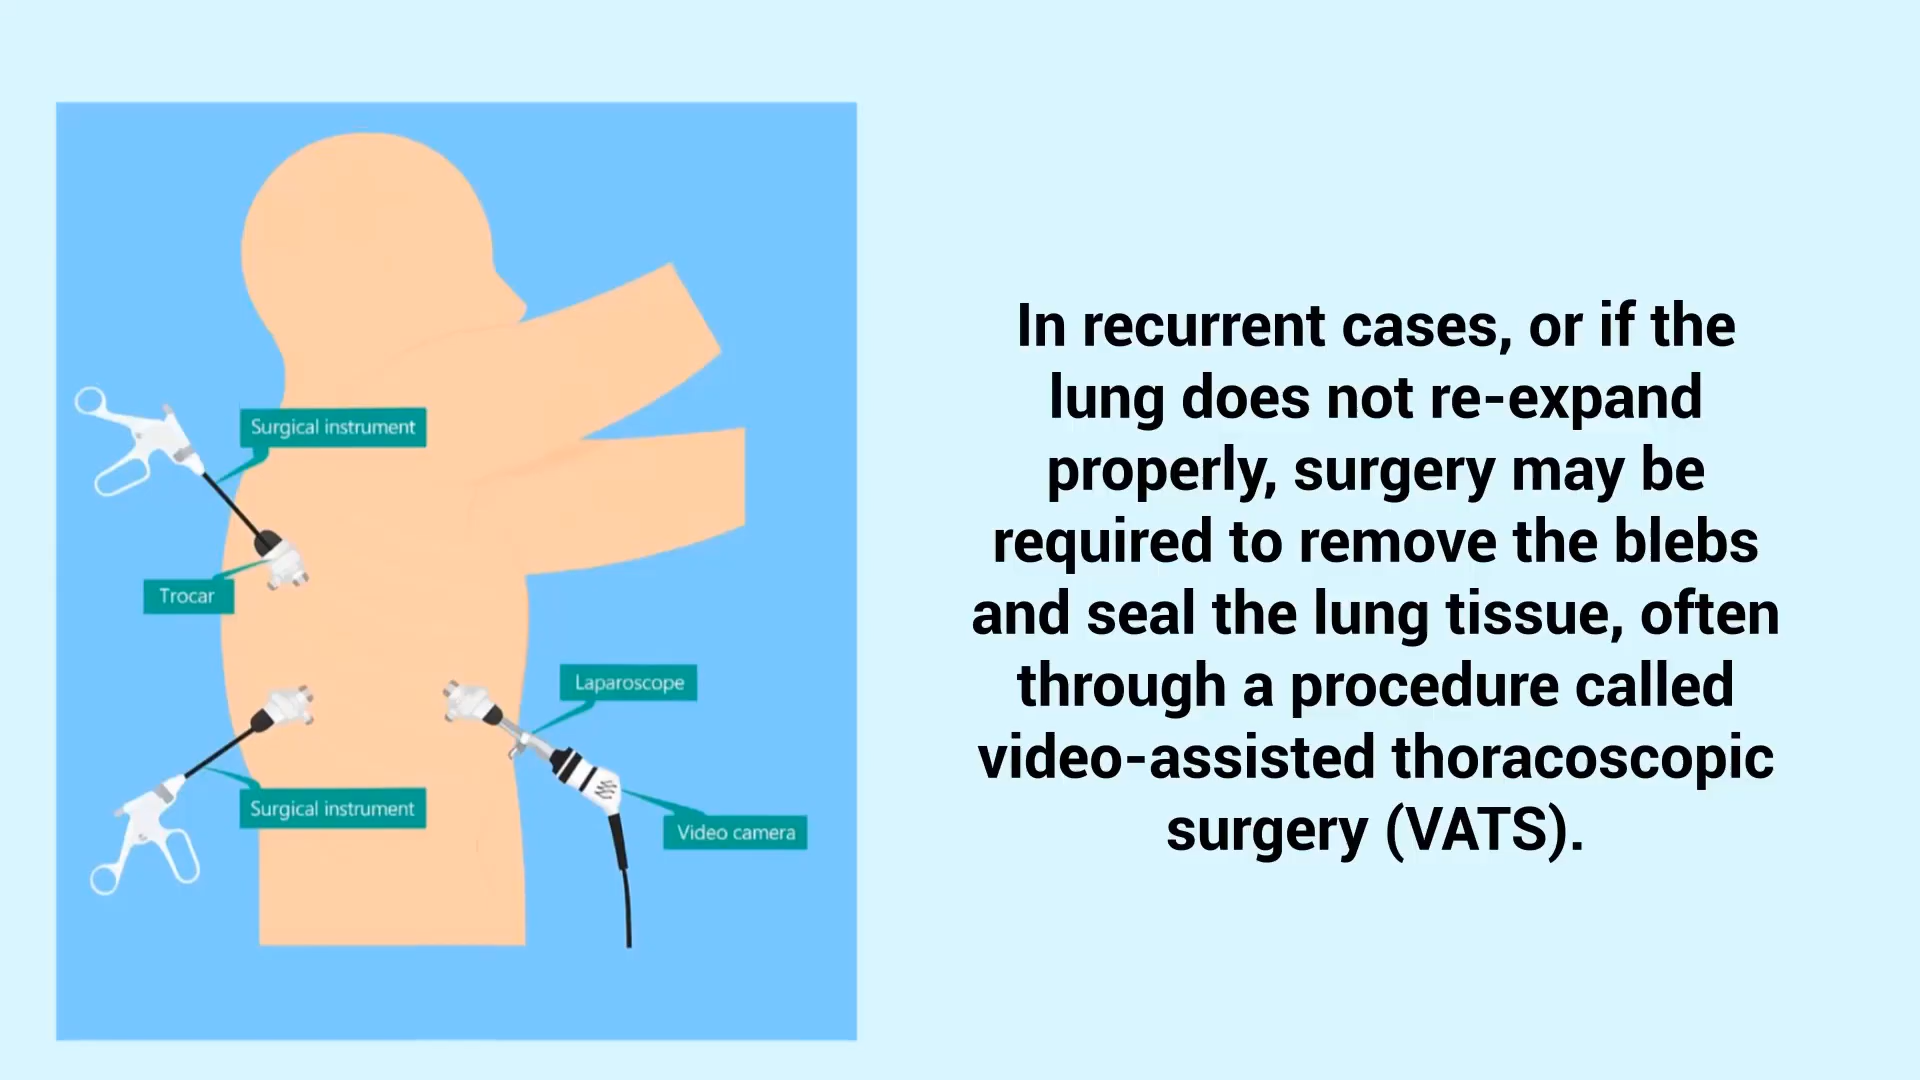 Surgical instrument
Trocar
Laparoscope
Surgical instrument
Video camera
In recurrent cases, or if the
lung does not re-expand
properly, surgery may be
required to remove the blebs
and seal the lung tissue, often
through a procedure called
video-assisted thoracoscopic
surgery (VATS).